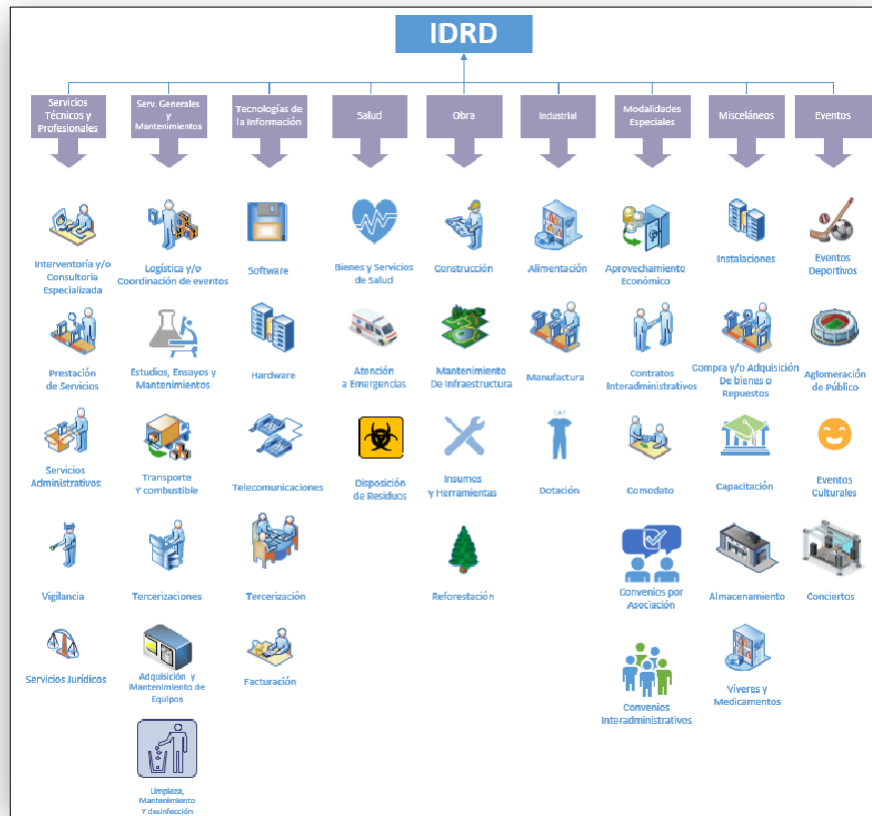 IDRD
Servicios
Técnicos y
Profesionales
Serv. Generales
y
Mantenimientos
Tecnologías de
la Información
Salud
Obra
Industrial
Modalidades
Especiales
Misceláneos
Eventos
Interventoría y/o
Consultoria
Especializada
Logística y/o
Coordinación de eventos
Software
Bienes y Servicios
de Salud
Construcción
Alimentación
Aprovechamiento
Económico
Instalaciones
Eventos
Deportivos
Prestación
de Servicios
Estudios, Ensayos y
Mantenimientos
Hardware
Atención
a Emergencias
Mantenimiento
De Infraestructura
Manufactura
Contratos
Interadministrativos
Compra y/o Adquisición
De bienes o
Repuestos
Aglomeración
de Público
Servicios
Administrativos
Transporte
Y combustible
Telecomunicaciones
Disposición
de Residuos
Insumos
y Herramientas
Dotación
Comodato
Capacitación
Eventos
Culturales
Vigilancia
Tercerizaciones
Tercerización
Reforestación
Convenios por
Asociación
Almacenamiento
Conciertos
Servicios Jurídicos
Adquisición y
Mantenimiento de
Equipos
Facturación
Convenios
Interadministrativos
Víveres y
Medicamentos
Limpieza,
Mantenimiento
Y desinfección